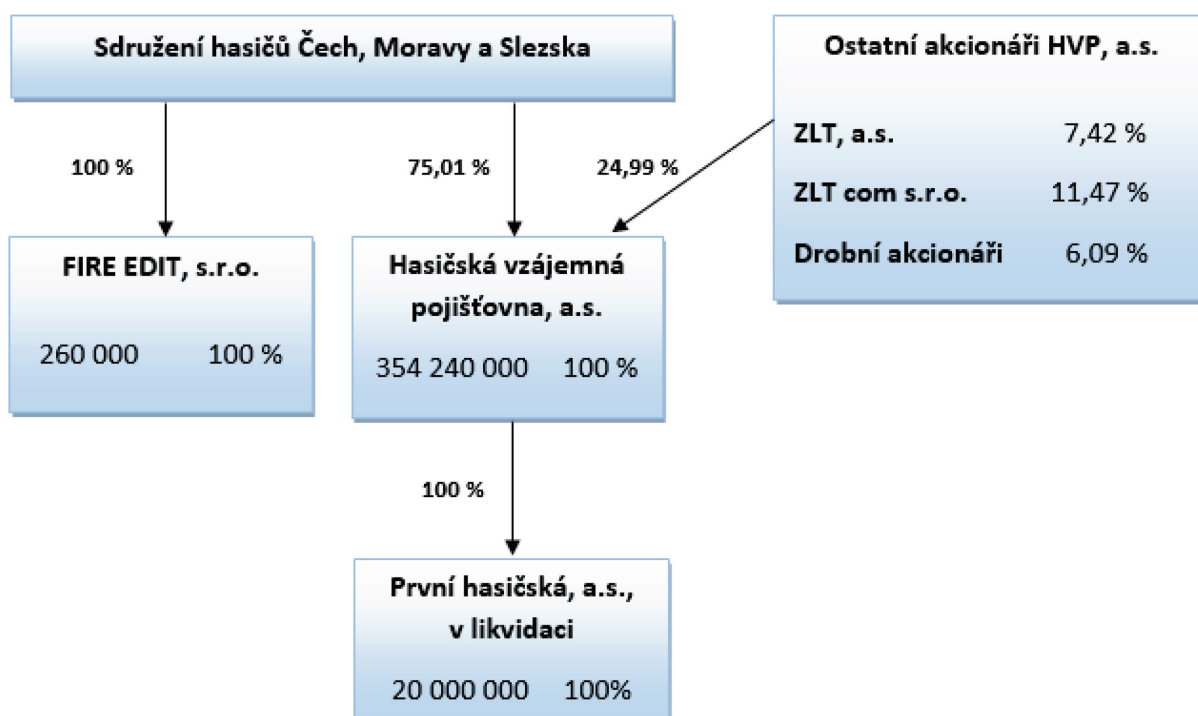 Sdružení hasičů Čech, Moravy a Slezska
Ostatní akcionáři HVP, a.s.
ZLT, a.s. 7,42 %
ZLT com s.r.o. 11,47 %
Drobní akcionáři 6,09 %
100 %
75,01 %
24,99 %
FIRE EDIT, s.r.o.
260 000 100 %
Hasičská vzájemná
pojišťovna, a.s.
354 240 000 100 %
100 %
První hasičská, a.s.,
v likvidaci
20 000 000 100%